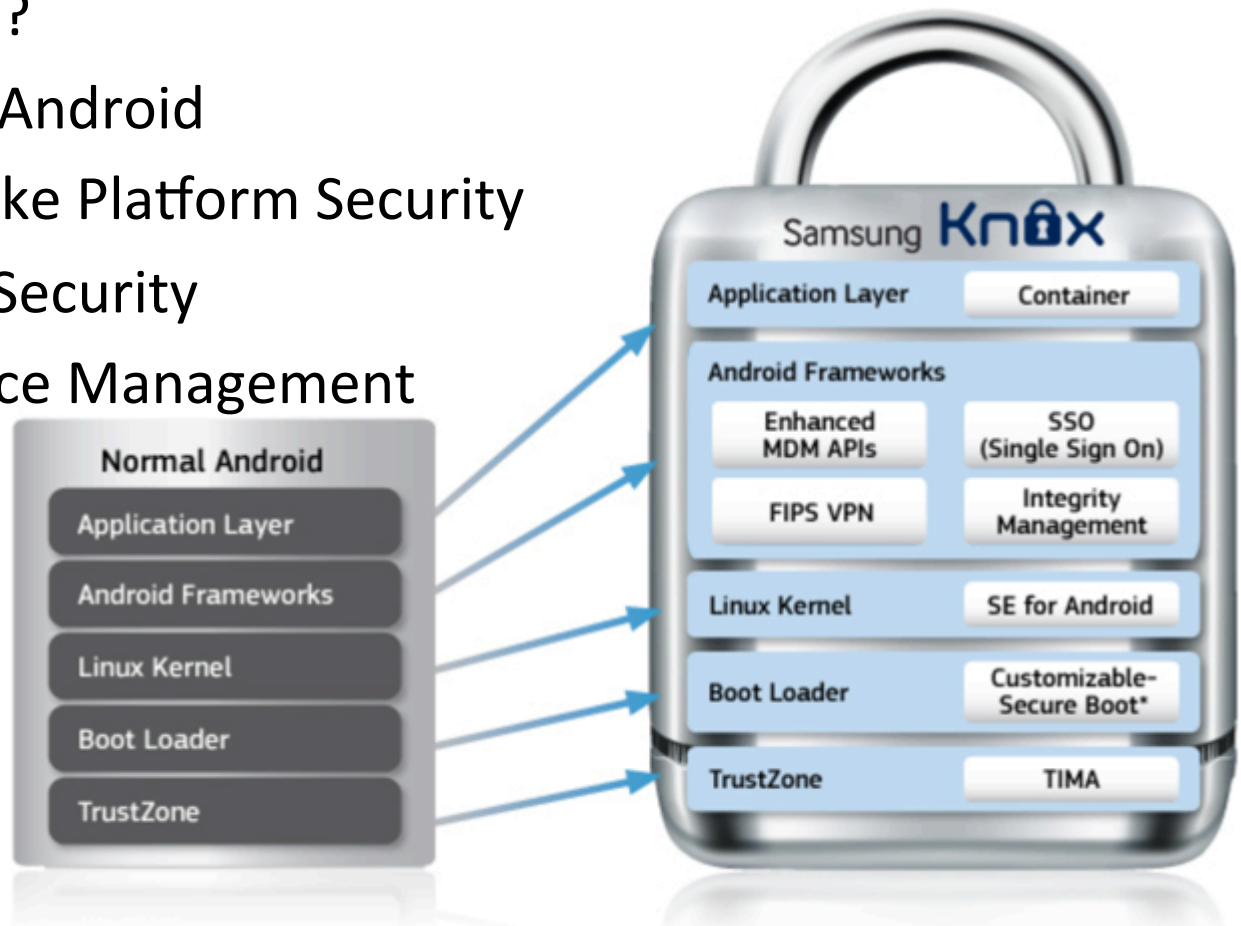 ?
Android
ke Platform Security
Security
ce Management
Normal Android
Application Layer
Android Frameworks
Linux Kernel
Boot Loader
TrustZone
Samsung Knox
Application Layer
Container
Android Frameworks
Enhanced
MDM APIs
SSO
(Single Sign On)
FIPS VPN
Integrity
Management
Linux Kernel
SE for Android
Boot Loader
Customizable-
Secure Boot*
TrustZone
TIMA